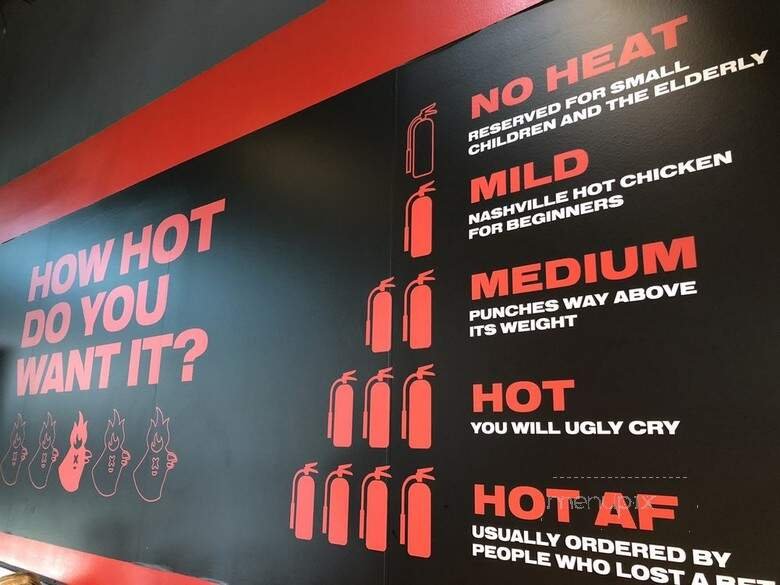 HOW HOT
DO YOU
WANT IT?
NO HEAT
RESERVED FOR SMALL
CHILDREN AND THE ELDERLY
MILD
NASHVILLE HOT CHICKEN
FOR BEGINNERS
MEDIUM
PUNCHES WAY ABOVE
ITS WEIGHT
HOT
YOU WILL UGLY CRY
HOT AF
menupix
USUALLY ORDERED BY
PEOPLE WHO LOST A BET